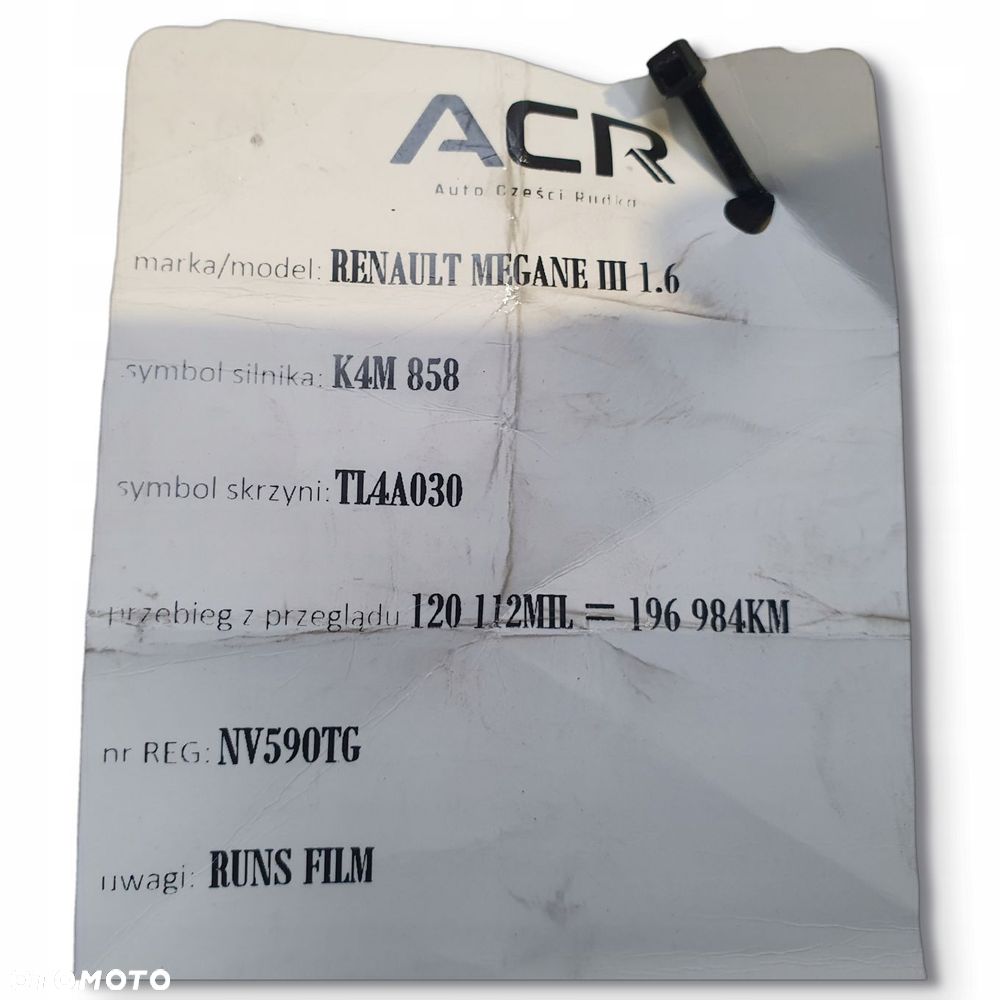 ACR
Auto Części Rudka
marka/model: RENAULT MEGANE III 1.6
symbol silnika: K4M 858
symbol skrzyni: TL4A030
przebieg z przeglądu 120 112MIL = 196 984KM
nr REG: NV590TG
uwagi: RUNS FILM
OTOMOTO